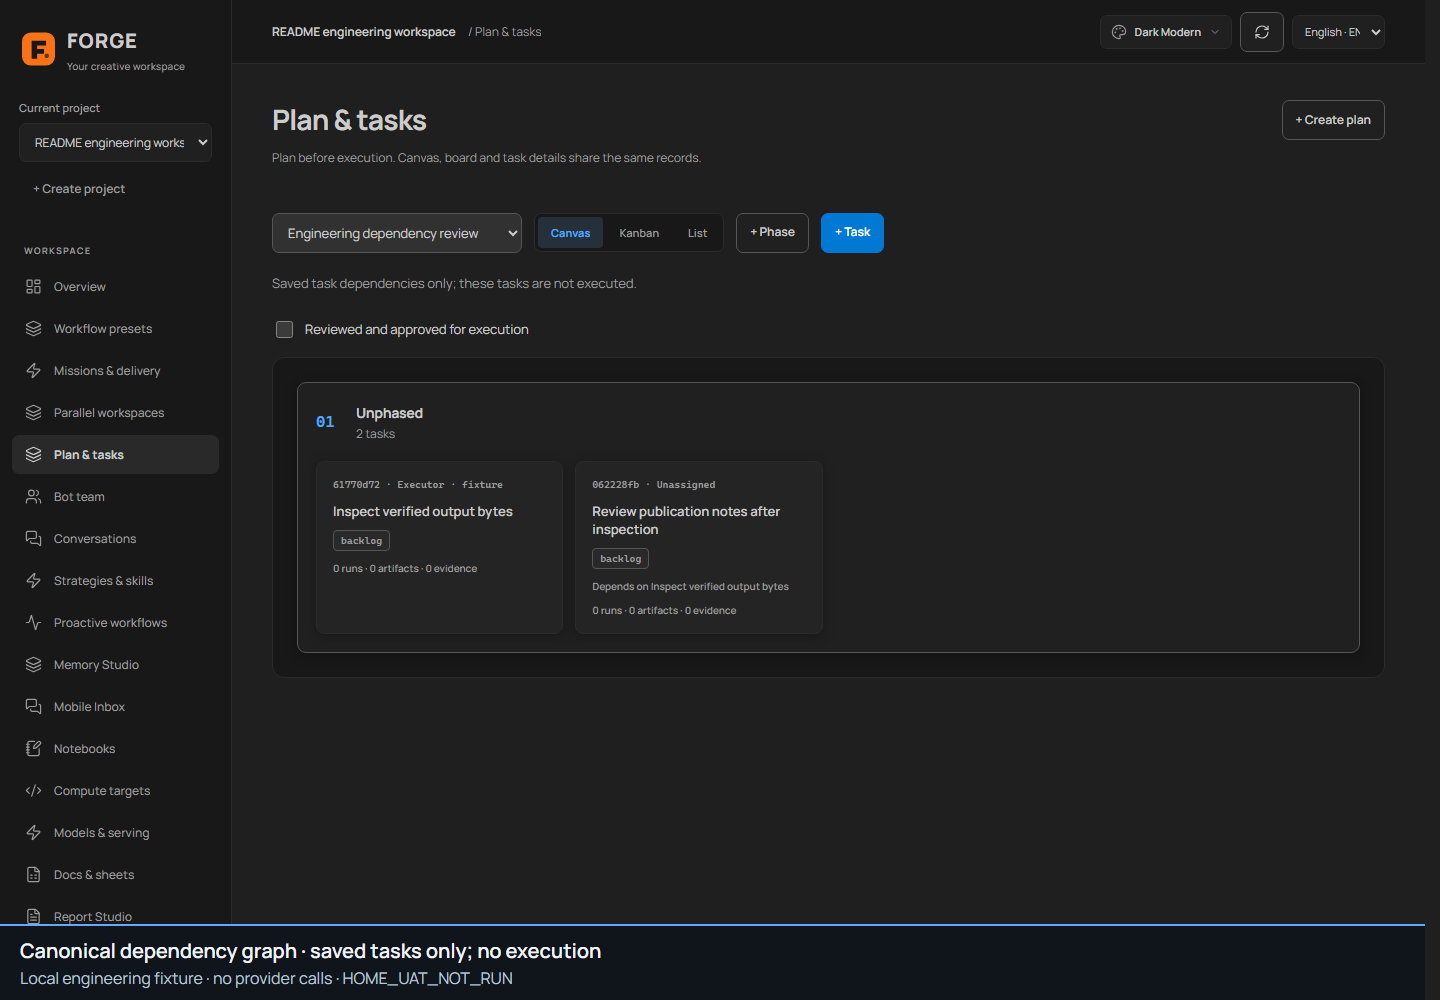 FORGE
Your creative workspace
Current project
README engineering works
+ Create project
WORKSPACE
Overview
Workflow presets
Missions & delivery
Parallel workspaces
Plan & tasks
Bot team
Conversations
Strategies & skills
Proactive workflows
Memory Studio
Mobile Inbox
Notebooks
Compute targets
Models & serving
Docs & sheets
Report Studio
README engineering workspace / Plan & tasks
Dark Modern
English · EN
Plan & tasks
+ Create plan
Plan before execution. Canvas, board and task details share the same records.
Engineering dependency review
Canvas
Kanban
List
+ Phase
+ Task
Saved task dependencies only; these tasks are not executed.
Reviewed and approved for execution
01
Unphased
2 tasks
61770d72 · Executor · fixture
Inspect verified output bytes
backlog
0 runs · 0 artifacts · 0 evidence
062228fb · Unassigned
Review publication notes after
inspection
backlog
Depends on Inspect verified output bytes
0 runs · 0 artifacts · 0 evidence
Canonical dependency graph · saved tasks only; no execution
Local engineering fixture · no provider calls · HOME_UAT_NOT_RUN